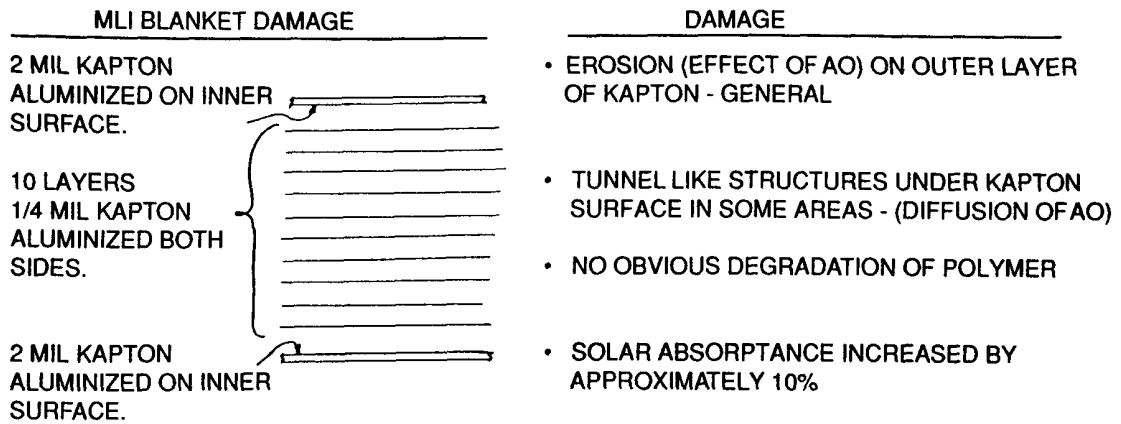 MLI BLANKET DAMAGE
2 MIL KAPTON
ALUMINIZED ON INNER
SURFACE.
10 LAYERS
1/4 MIL KAPTON
ALUMINIZED BOTH
SIDES.
2 MIL KAPTON
ALUMINIZED ON INNER
SURFACE.
DAMAGE
• EROSION (EFFECT OF AO) ON OUTER LAYER
OF KAPTON - GENERAL
• TUNNEL LIKE STRUCTURES UNDER KAPTON
SURFACE IN SOME AREAS - (DIFFUSION OF AO)
• NO OBVIOUS DEGRADATION OF POLYMER
• SOLAR ABSORPTANCE INCREASED BY
APPROXIMATELY 10%